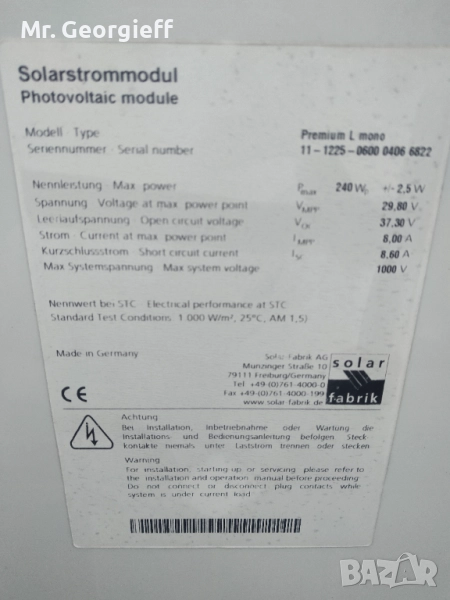 Mr. Georgieff
Solarstrommodul
Photovoltaic module
Modell · Type Premium L mono
Seriennummer · Serial number 11-1225-0600 0406 6822
Nennleistung · Max power Pmax 240 Wp +/- 2,5 W
Spannung · Voltage at max power point VMPP 29,80 V
Leerlaufspannung · Open circuit voltage VOC 37,30 V
Strom · Current at max power point IMPP 8,00 A
Kurzschlussstrom · Short circuit current ISC 8,60 A
Max Systemspannung · Max system voltage 1000 V
Nennwert bei STC · Electrical performance at STC
Standard Test Conditions: 1 000 W/m², 25°C, AM 1,5)
Made in Germany
Solar-Fabrik AG
Munzinger Straße 10
79111 Freiburg/Germany
Tel +49-(0)761-4000-0
Fax +49-(0)761-4000-199
www.solar-fabrik.de
solar
fabrik
CE
Achtung
Bei Installation, Inbetriebnahme oder Wartung die
Installations- und Bedienungsanleitung befolgen Steck-
kontakte niemals unter Laststrom trennen oder stecken
Warning
For installation, starting up or servicing, please refer to
the installation and operation manual before proceeding
Do not connect or disconnect plug contacts while
system is under current load
BAZAR